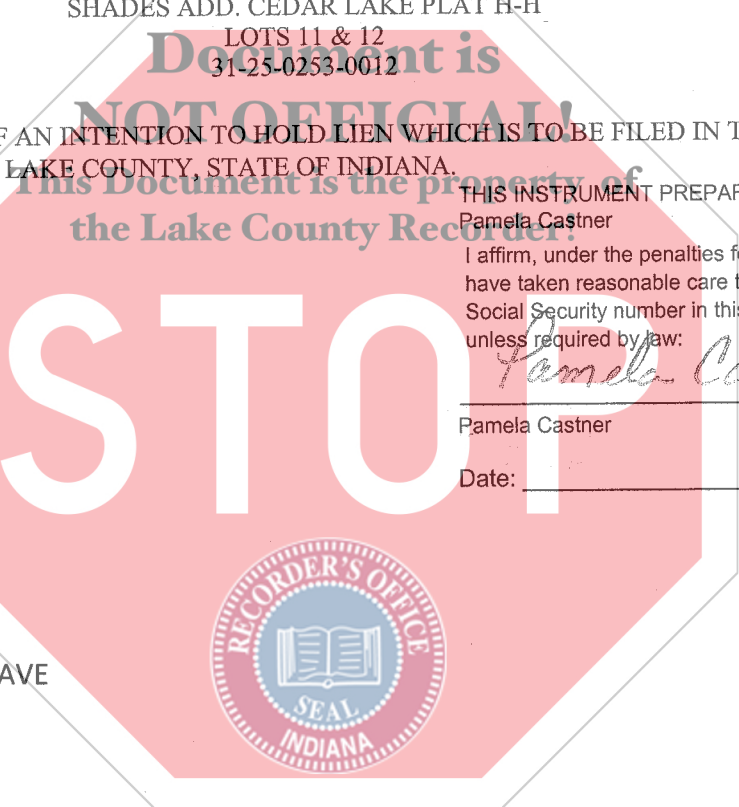 SHADES ADD. CEDAR LAKE PLAT H-H
LOTS 11 & 12
31-25-0253-0012
Document is
NOT OFFICIAL!
This Document is the property of
the Lake County Recorder!
F AN INTENTION TO HOLD LIEN WHICH IS TO BE FILED IN T
LAKE COUNTY, STATE OF INDIANA.
THIS INSTRUMENT PREPAR
Pamela Castner
I affirm, under the penalties f
have taken reasonable care t
Social Security number in this
unless required by law:
Pamela Ca
Pamela Castner
Date:
STOP
RECORDER'S OFFICE
SEAL
INDIANA
AVE